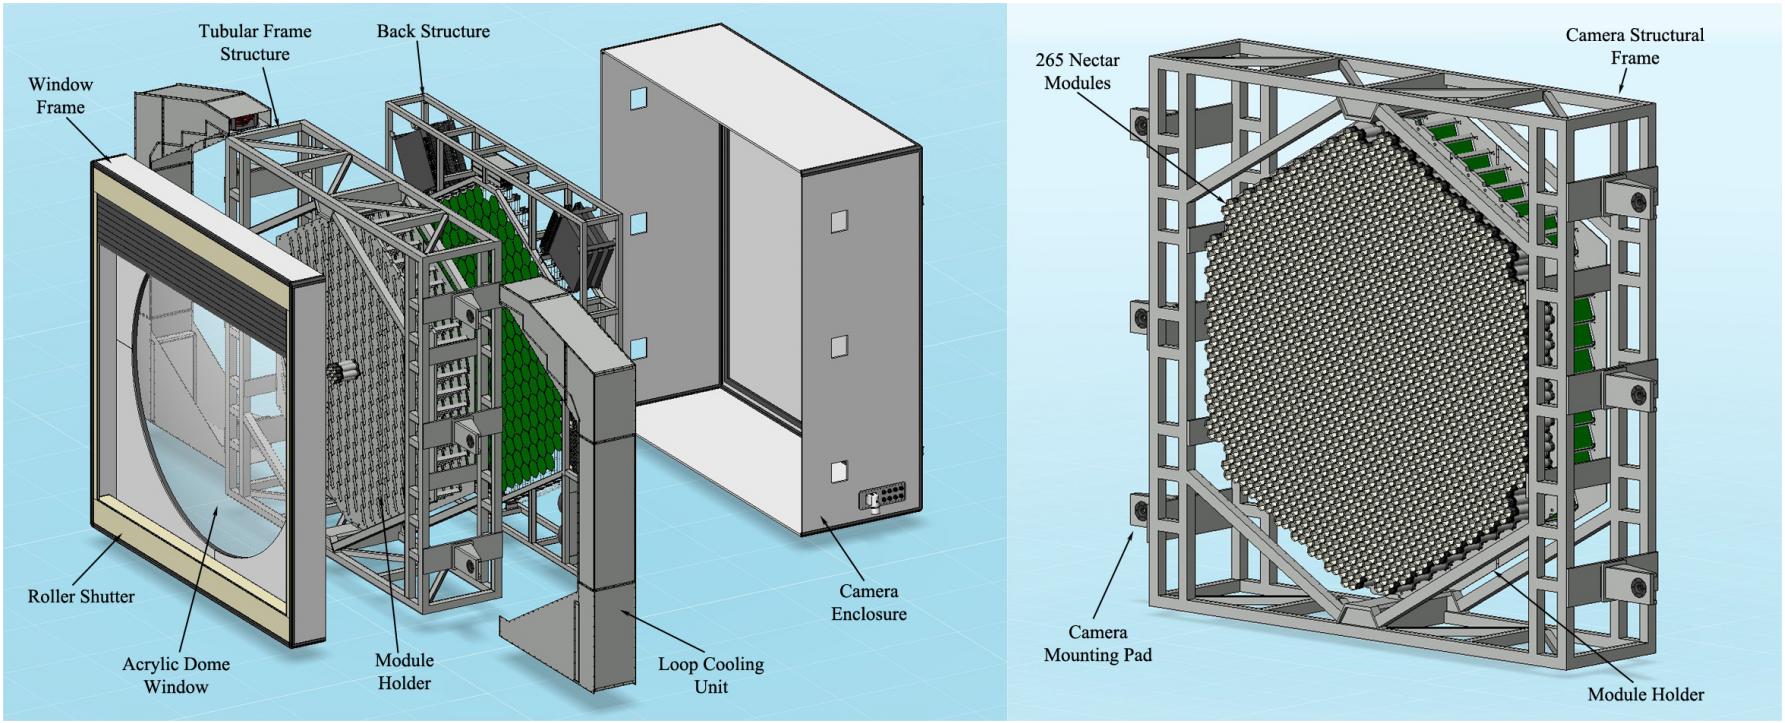 Tubular Frame
Structure
Back Structure
Window
Frame
Roller Shutter
Acrylic Dome
Window
Module
Holder
Loop Cooling
Unit
Camera
Enclosure
265 Nectar
Modules
Camera Structural
Frame
Camera
Mounting Pad
Module Holder